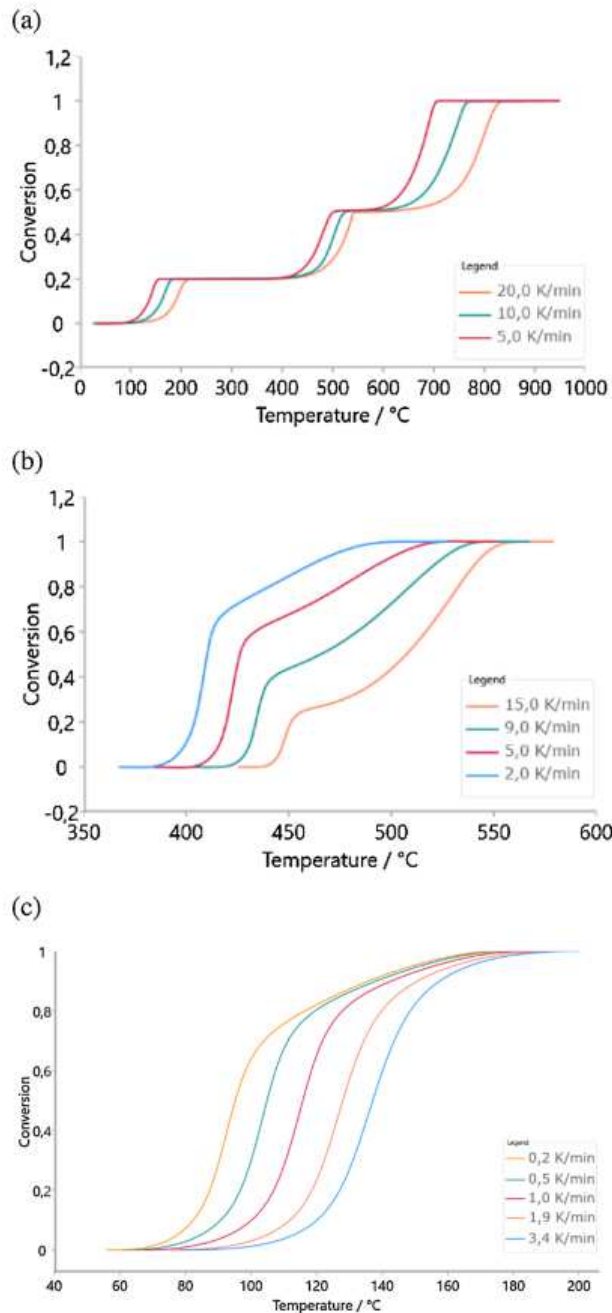 (a)
1,2
1
0,8
0,6
0,4
0,2
0
-0,2
Conversion
Legend
20,0 K/min
10,0 K/min
5,0 K/min
0 100 200 300 400 500 600 700 800 900 1000
Temperature / °C
(b)
1,2
1
0,8
0,6
0,4
0,2
0
-0,2
Conversion
Legend
15,0 K/min
9,0 K/min
5,0 K/min
2,0 K/min
350 400 450 500 550 600
Temperature / °C
(c)
1
0,8
0,6
0,4
0,2
0
Conversion
Legend
0,2 K/min
0,5 K/min
1,0 K/min
1,9 K/min
3,4 K/min
40 60 80 100 120 140 160 180 200
Temperature / °C